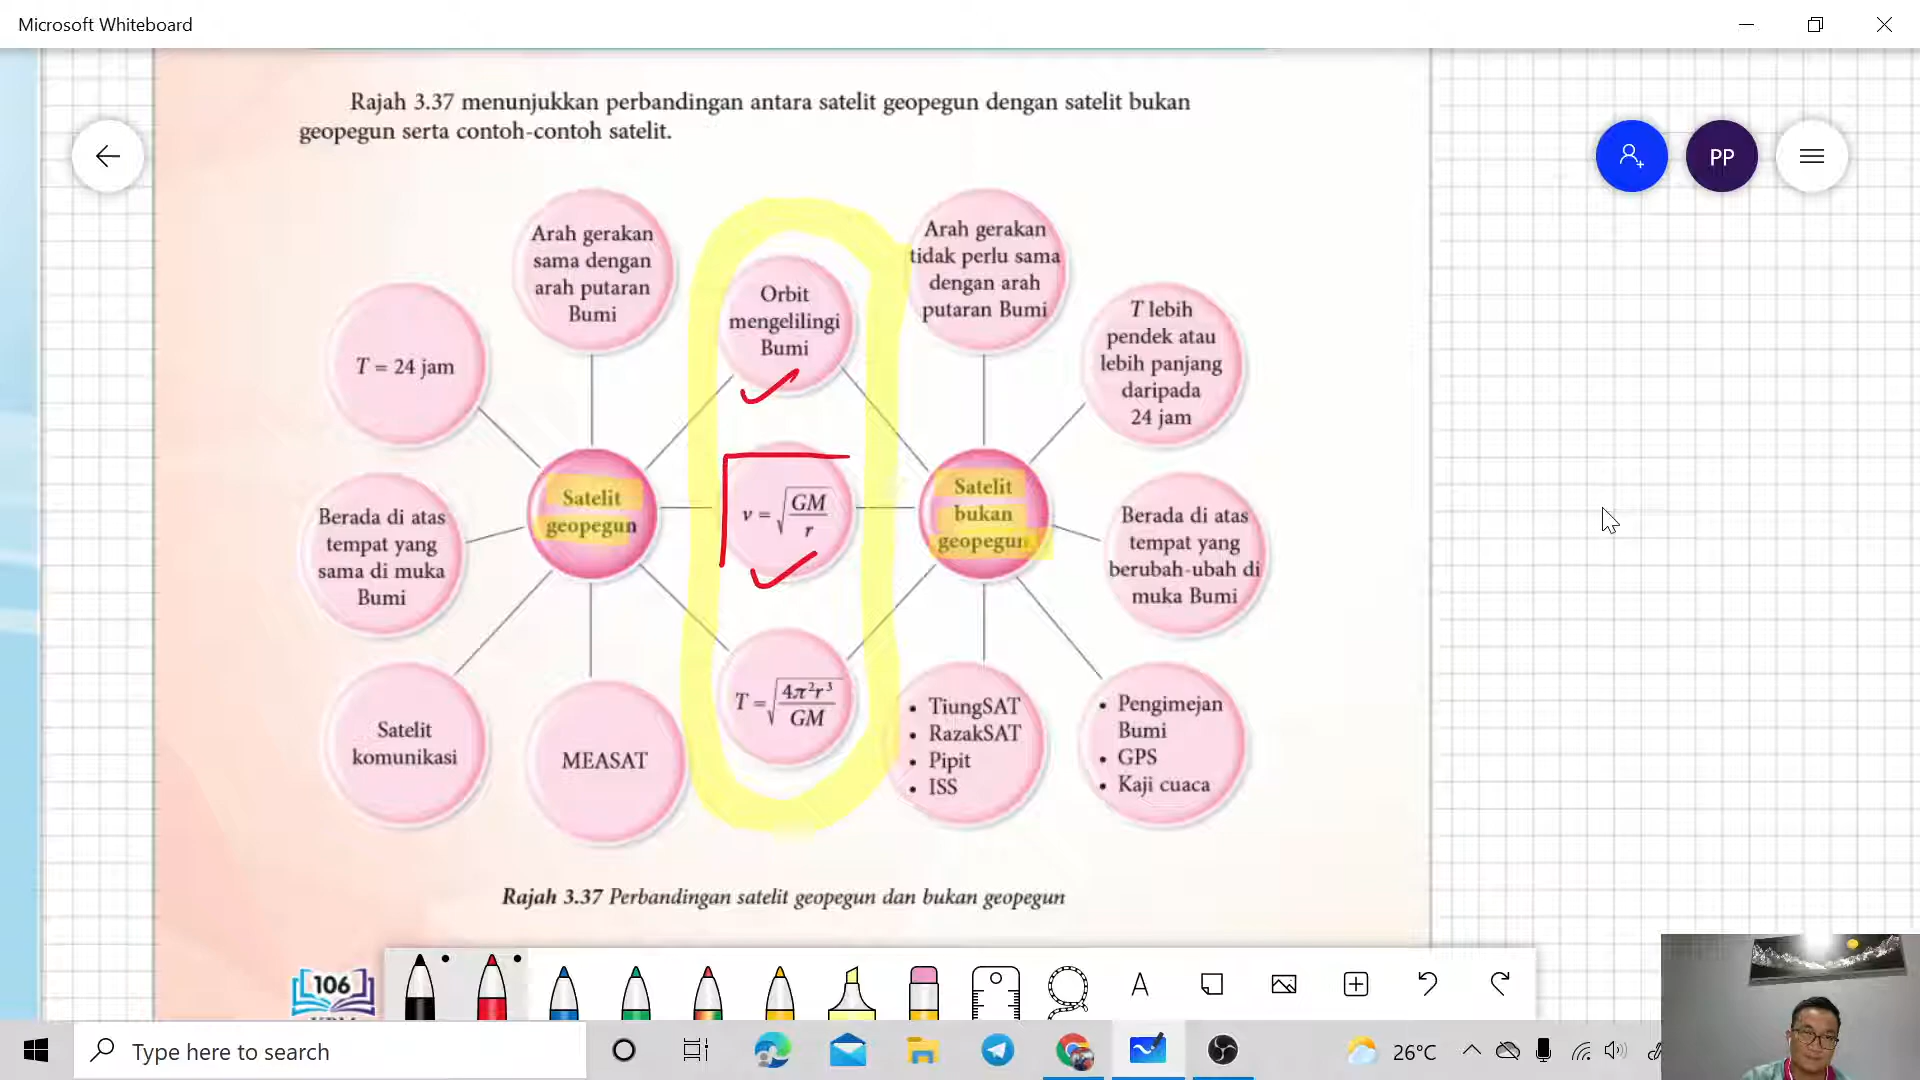 Microsoft Whiteboard
Rajah 3.37 menunjukkan perbandingan antara satelit geopegun dengan satelit bukan
geopegun serta contoh-contoh satelit.
PP
Arah gerakan
sama dengan
arah putaran
Bumi
Orbit
mengelilingi
Bumi
Arah gerakan
tidak perlu sama
dengan arah
putaran Bumi
T = 24 jam
T lebih
pendek atau
lebih panjang
daripada
24 jam
Satelit
geopegun
v = √(GM/r)
Satelit
bukan
geopegun
Berada di atas
tempat yang
sama di muka
Bumi
Berada di atas
tempat yang
berubah-ubah di
muka Bumi
Satelit
komunikasi
MEASAT
T = √(4π²r³/GM)
• TiungSAT
• RazakSAT
• Pipit
• ISS
• Pengimejan
Bumi
• GPS
• Kaji cuaca
Rajah 3.37 Perbandingan satelit geopegun dan bukan geopegun
106
Type here to search
26°C